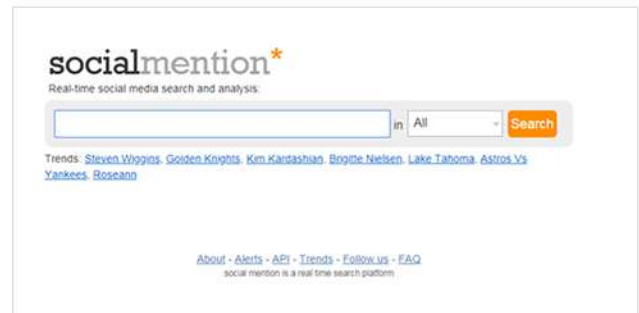 socialmention*
Real-time social media search and analysis:
in All Search
Trends: Steven Wiggins, Golden Knights, Kim Kardashian, Brigitte Nielsen, Lake Tahoma, Astros Vs
Yankees, Roseann
About - Alerts - API - Trends - Follow us - FAQ
social mention is a real time search platform